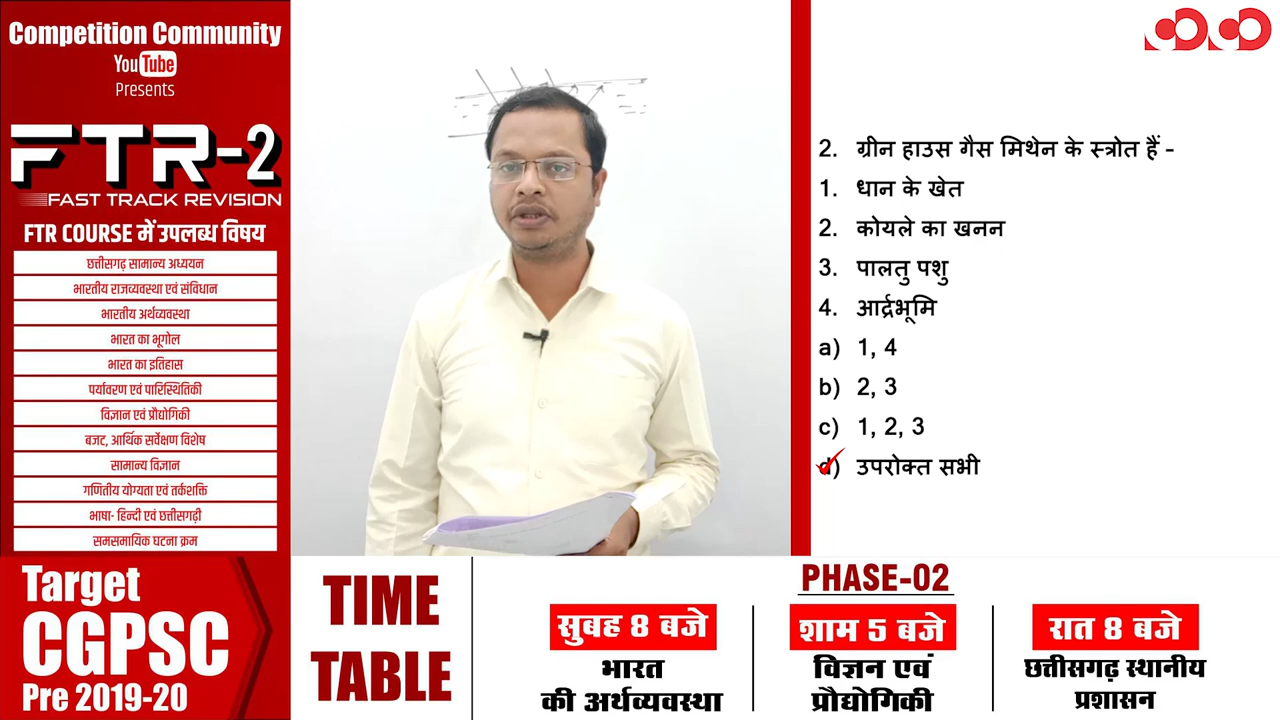 Competition Community
YouTube
Presents
FTR-2
FAST TRACK REVISION
FTR COURSE में उपलब्ध विषय
छत्तीसगढ़ सामान्य अध्ययन
भारतीय राजव्यवस्था एवं संविधान
भारतीय अर्थव्यवस्था
भारत का भूगोल
भारत का इतिहास
पर्यावरण एवं पारिस्थितिकी
विज्ञान एवं प्रौद्योगिकी
बजट, आर्थिक सर्वेक्षण विशेष
सामान्य विज्ञान
गणितीय योग्यता एवं तर्कशक्ति
भाषा- हिन्दी एवं छत्तीसगढ़ी
समसमायिक घटना क्रम
Target
CGPSC
Pre 2019-20
2. ग्रीन हाउस गैस मिथेन के स्त्रोत हैं -
1. धान के खेत
2. कोयले का खनन
3. पालतु पशु
4. आर्द्रभूमि
a) 1, 4
b) 2, 3
c) 1, 2, 3
d) उपरोक्त सभी
TIME
TABLE
PHASE-02
सुबह 8 बजे
भारत
की अर्थव्यवस्था
शाम 5 बजे
विज्ञन एवं
प्रौद्योगिकी
रात 8 बजे
छत्तीसगढ़ स्थानीय
प्रशासन